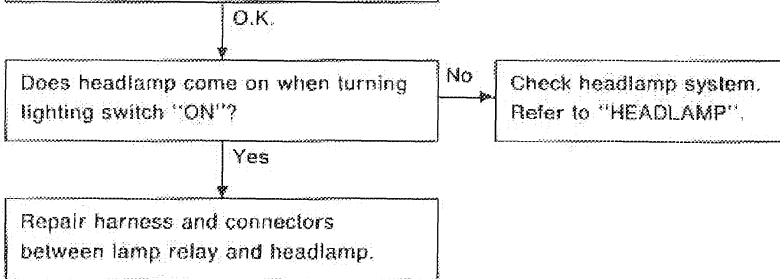 O.K.
Does headlamp come on when turning
lighting switch "ON"?
No
Check headlamp system.
Refer to "HEADLAMP".
Yes
Repair harness and connectors
between lamp relay and headlamp.